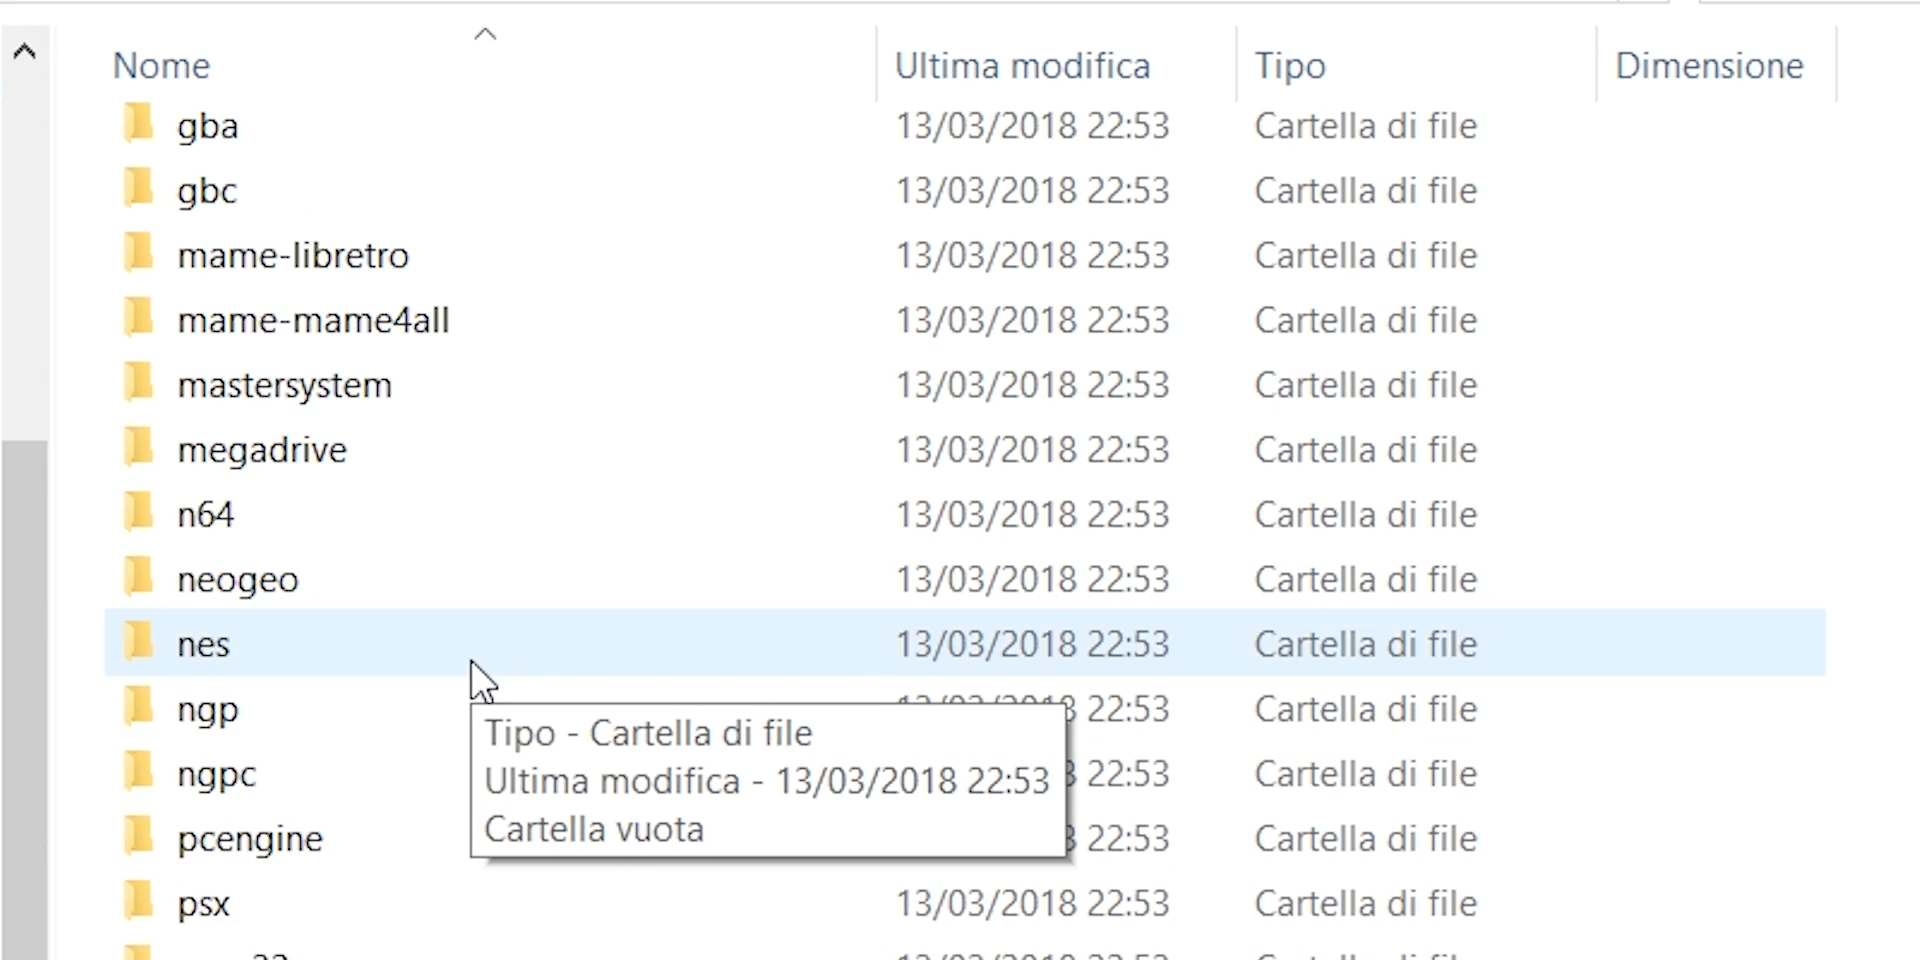 Nome Ultima modifica Tipo Dimensione
gba 13/03/2018 22:53 Cartella di file
gbc 13/03/2018 22:53 Cartella di file
mame-libretro 13/03/2018 22:53 Cartella di file
mame-mame4all 13/03/2018 22:53 Cartella di file
mastersystem 13/03/2018 22:53 Cartella di file
megadrive 13/03/2018 22:53 Cartella di file
n64 13/03/2018 22:53 Cartella di file
neogeo 13/03/2018 22:53 Cartella di file
nes 13/03/2018 22:53 Cartella di file
ngp 22:53 Cartella di file
Tipo - Cartella di file
Ultima modifica - 13/03/2018 22:53
Cartella vuota
ngpc 22:53 Cartella di file
pcengine 22:53 Cartella di file
psx 13/03/2018 22:53 Cartella di file